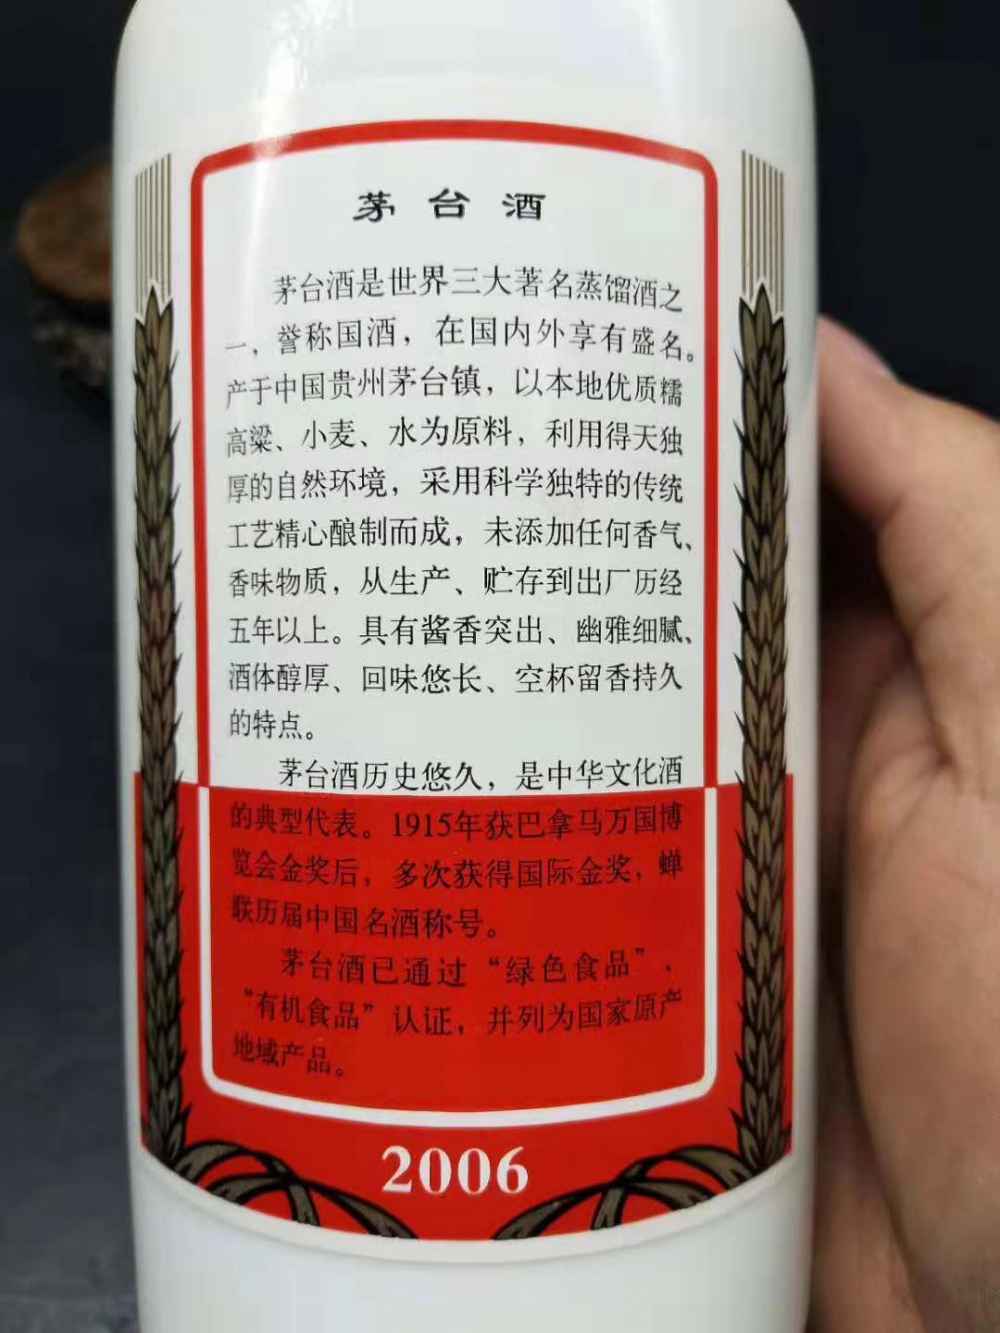 茅台酒
茅台酒是世界三大著名蒸馏酒之
一，誉称国酒，在国内外享有盛名。
产于中国贵州茅台镇，以本地优质糯
高粱、小麦、水为原料，利用得天独
厚的自然环境，采用科学独特的传统
工艺精心酿制而成，未添加任何香气、
香味物质，从生产、贮存到出厂历经
五年以上。具有酱香突出、幽雅细腻、
酒体醇厚、回味悠长、空杯留香持久
的特点。
茅台酒历史悠久，是中华文化酒
的典型代表。1915年获巴拿马万国博
览会金奖后，多次获得国际金奖，蝉
联历届中国名酒称号。
茅台酒已通过“绿色食品”、
“有机食品”认证，并列为国家原产
地域产品。
2006